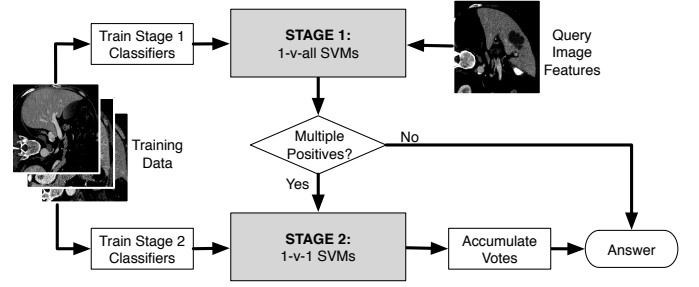 Train Stage 1
Classifiers
STAGE 1:
1-v-all SVMs
Query
Image
Features
Training
Data
Multiple
Positives?
No
Yes
Train Stage 2
Classifiers
STAGE 2:
1-v-1 SVMs
Accumulate
Votes
Answer